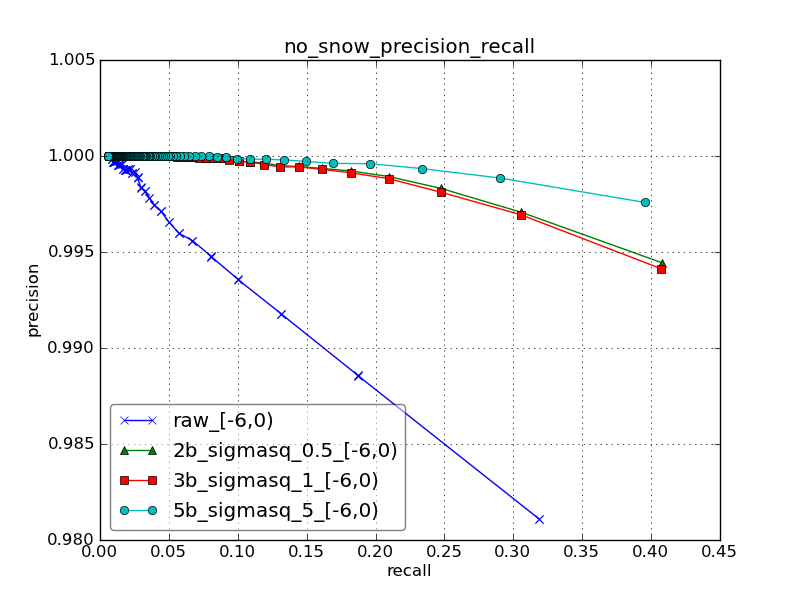 no_snow_precision_recall
1.005
1.000
0.995
0.990
0.985
0.980
precision
raw_[-6,0)
2b_sigmasq_0.5_[-6,0)
3b_sigmasq_1_[-6,0)
5b_sigmasq_5_[-6,0)
0.00 0.05 0.10 0.15 0.20 0.25 0.30 0.35 0.40 0.45
recall